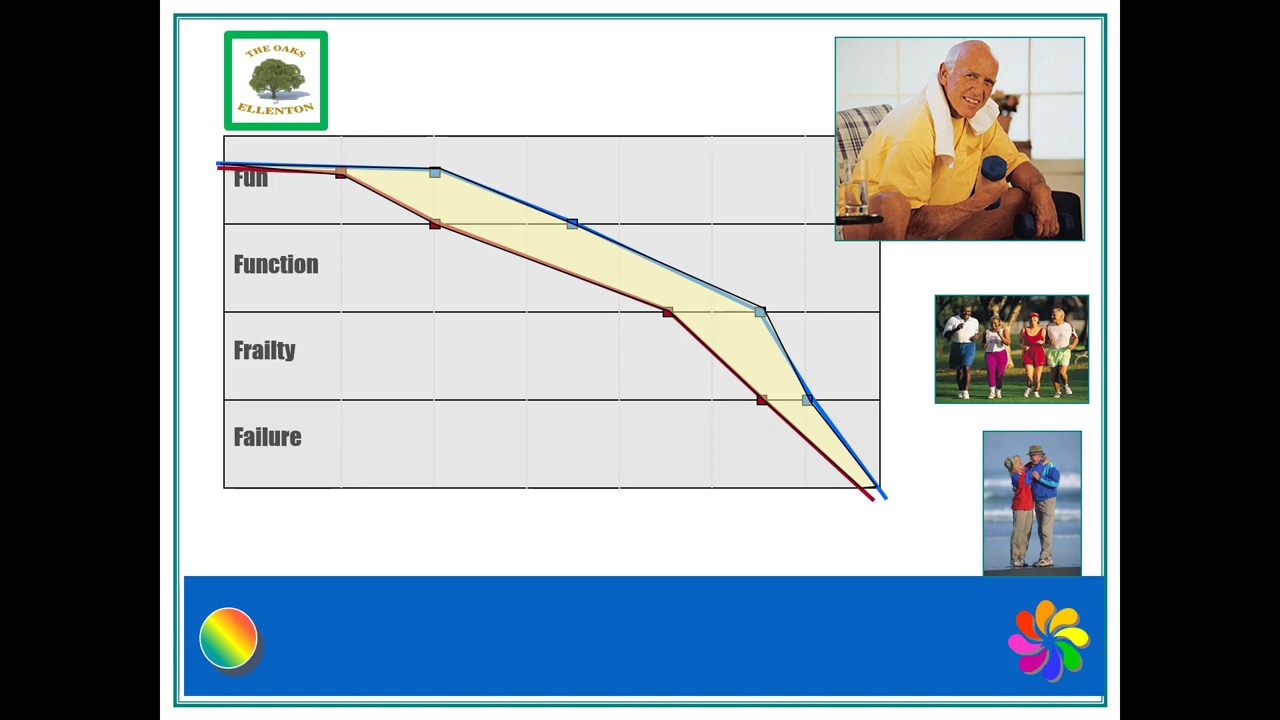 THE OAKS
ELLENTON
Fun
Function
Frailty
Failure